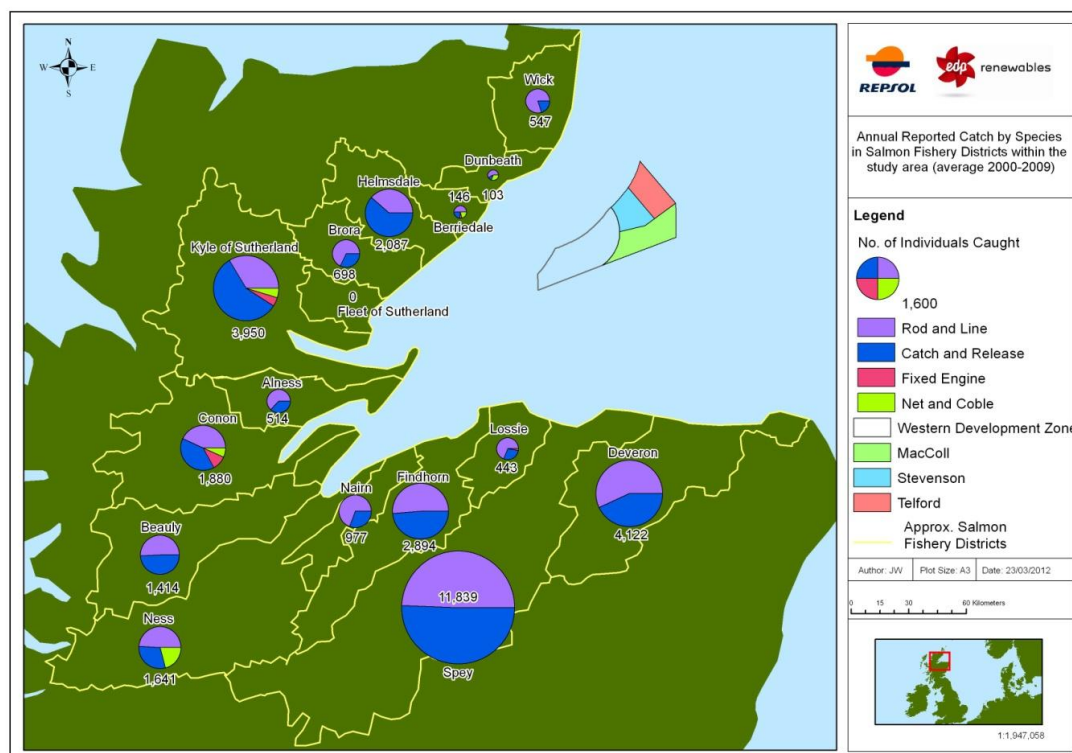 N
W E
S
Wick
547
Dunbeath
103
146
Berriedale
Helmsdale
2,087
Brora
698
Kyle of Sutherland
3,950
0
Fleet of Sutherland
Alness
514
Conon
1,880
Lossie
443
Deveron
4,122
Findhorn
2,894
Nairn
977
Beauly
1,414
11,839
Spey
Ness
1,641
REPSOL
edp renewables
Annual Reported Catch by Species
in Salmon Fishery Districts within the
study area (average 2000-2009)
Legend
No. of Individuals Caught
1,600
Rod and Line
Catch and Release
Fixed Engine
Net and Coble
Western Development Zone
MacColl
Stevenson
Telford
Approx. Salmon
Fishery Districts
Author: JW Plot Size: A3 Date: 23/03/2012
0 15 30 60 Kilometers
1:1,947,058